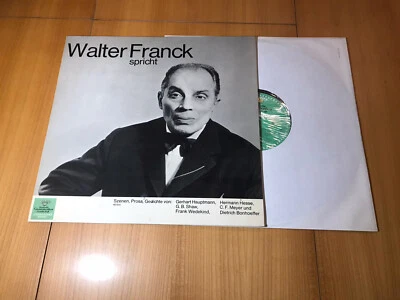 Walter Franck
spricht
Szenen, Prosa, Gedichte von:
Gerhart Hauptmann,
G. B. Shaw,
Frank Wedekind,
Hermann Hesse,
C. F. Meyer und
Dietrich Bonhoeffer